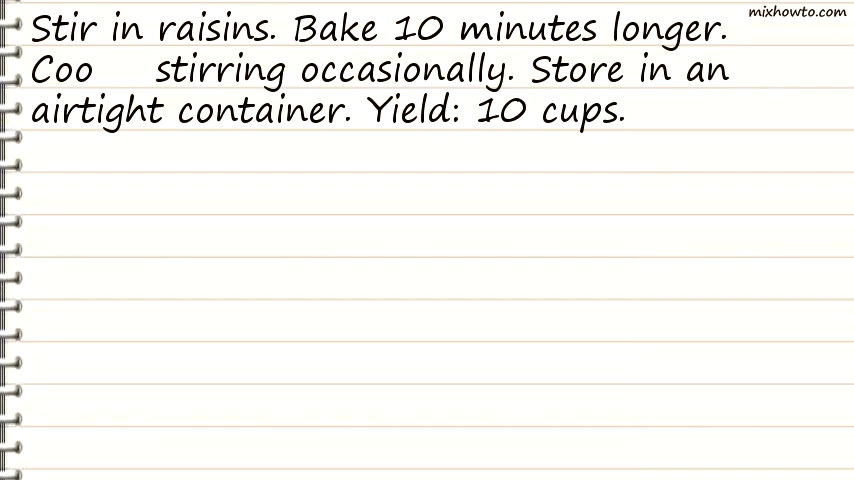 mixhowto.com
Stir in raisins. Bake 10 minutes longer.
Coo stirring occasionally. Store in an
airtight container. Yield: 10 cups.